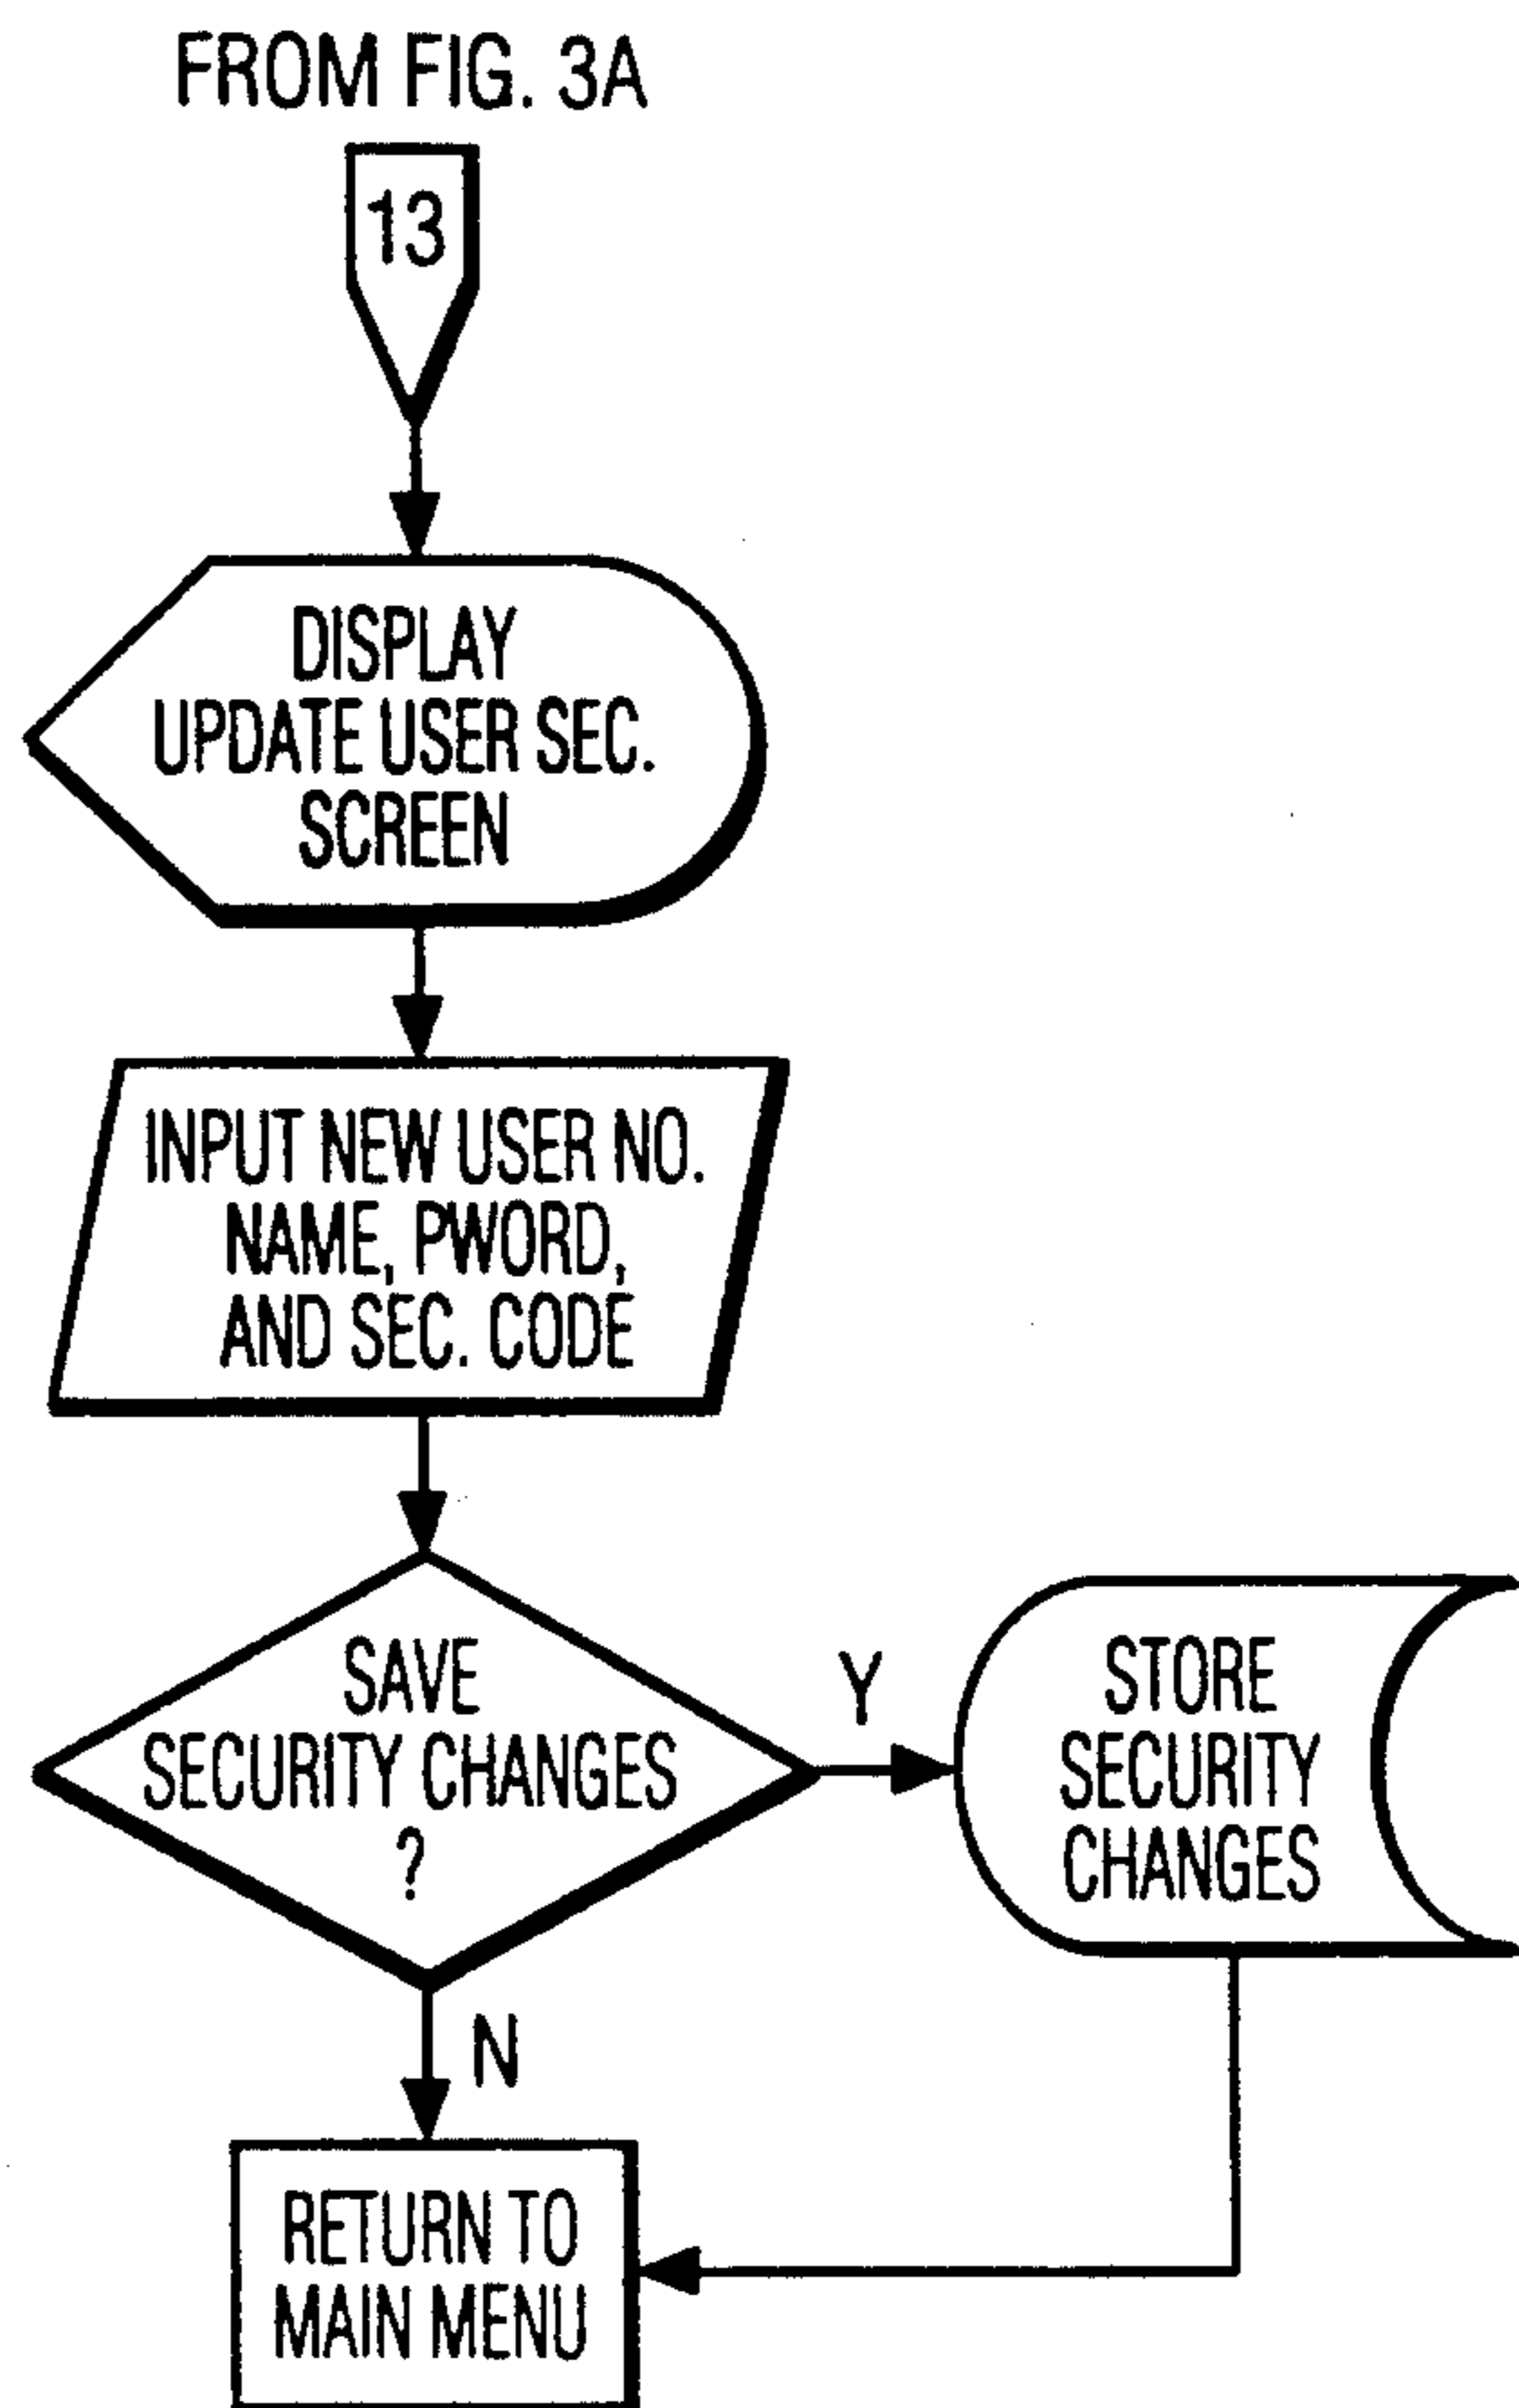 FROM FIG. 3A
13
DISPLAY
UPDATE USER SEC.
SCREEN
INPUT NEW USER NO.
NAME, PWORD,
AND SEC. CODE
SAVE
SECURITY CHANGES
?
Y
STORE
SECURITY
CHANGES
N
RETURN TO
MAIN MENU